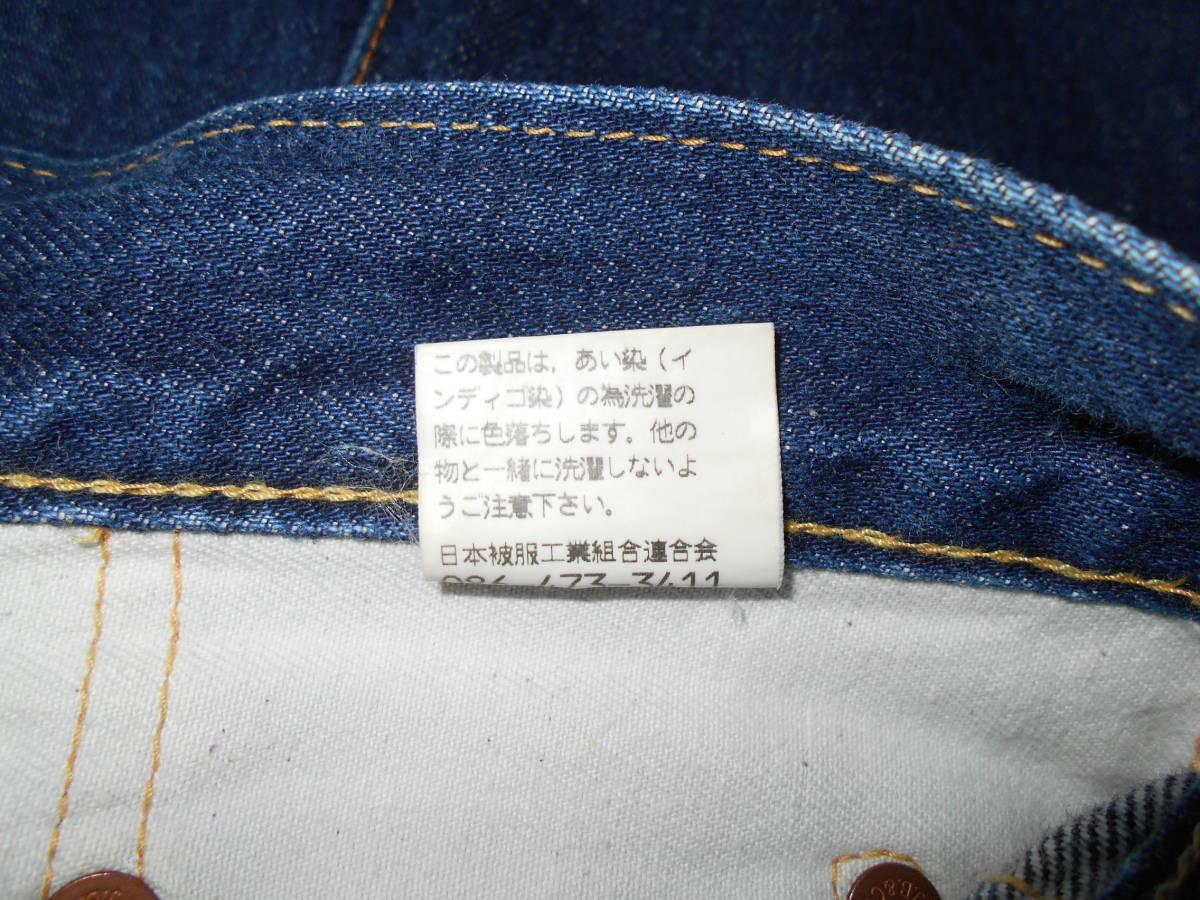 この製品は，あい染（イ
ンディゴ染）の為洗濯の
際に色落ちします。他の
物と一緒に洗濯しないよ
うご注意下さい。
日本被服工業組合連合会
086-473-3411